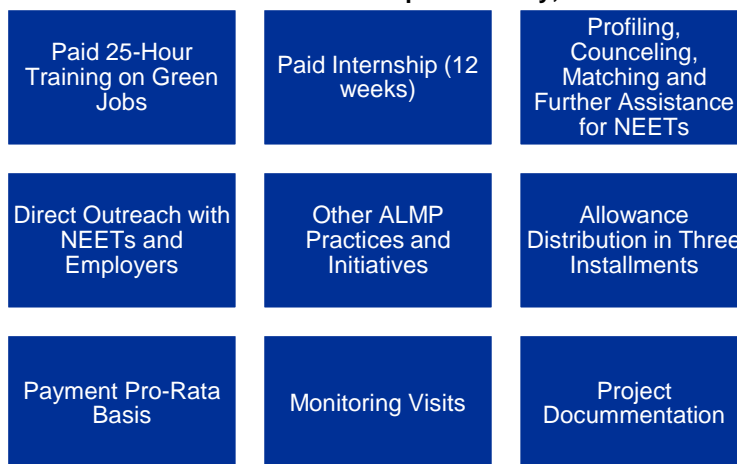 Paid 25-Hour
Training on Green
Jobs
Paid Internship (12
weeks)
Profiling,
Counceling,
Matching and
Further Assistance
for NEETs
Direct Outreach with
NEETs and
Employers
Other ALMP
Practices and
Initiatives
Allowance
Distribution in Three
Installments
Payment Pro-Rata
Basis
Monitoring Visits
Project
Docummentation